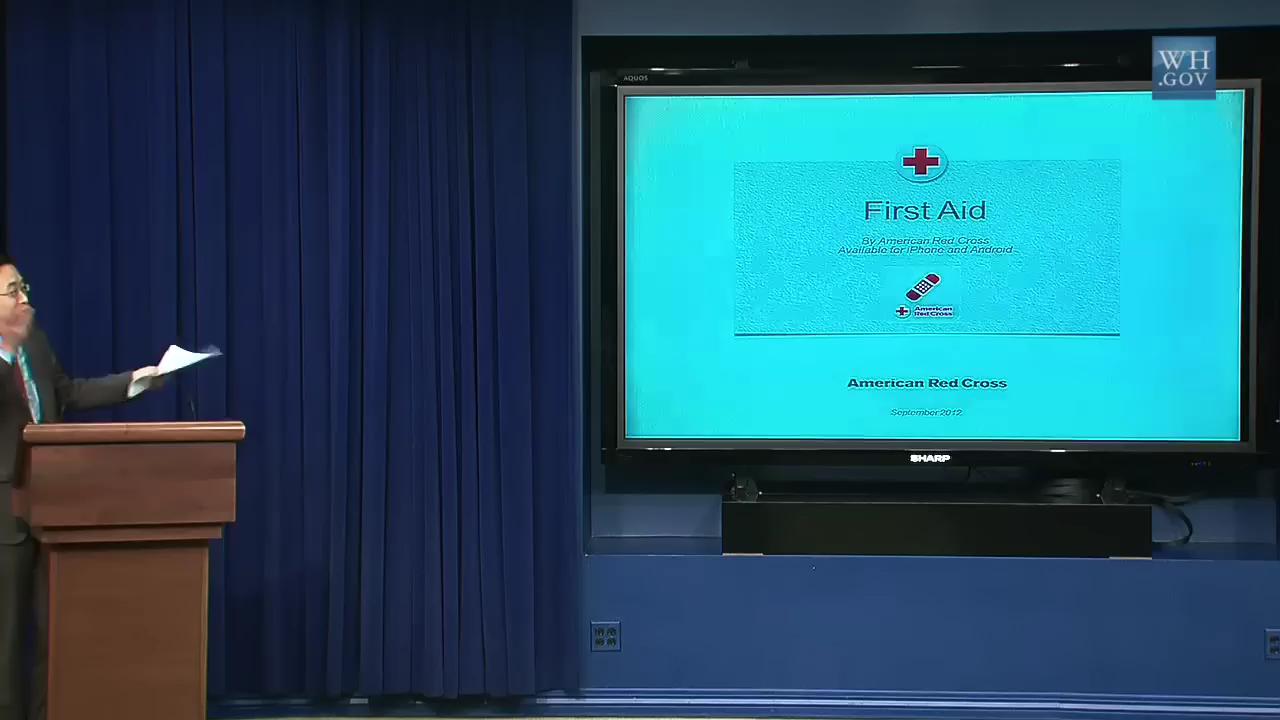 WH
.GOV
AQUOS
First Aid
By American Red Cross
Available for iPhone and Android
American
Red Cross
American Red Cross
September 2012
SHARP